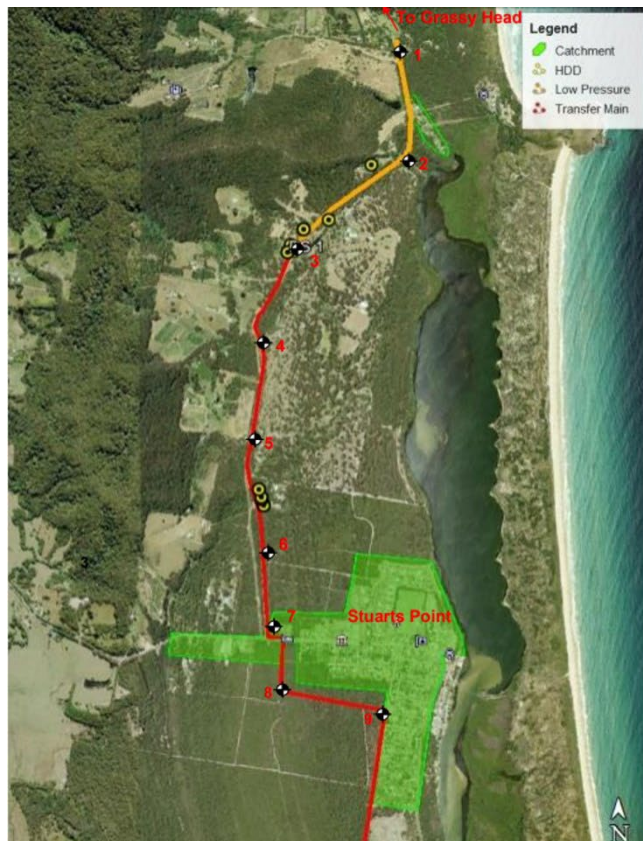 To Grassy Head
Legend
Catchment
HDD
Low Pressure
Transfer Main
1
2
3
4
5
6
3
7
Stuarts Point
8
9
N